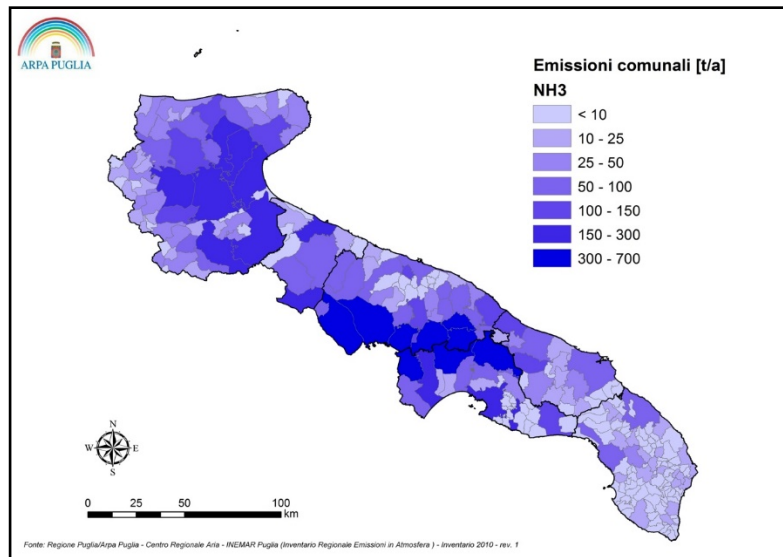 ARPA PUGLIA
Emissioni comunali [t/a]
NH3
< 10
10 - 25
25 - 50
50 - 100
100 - 150
150 - 300
300 - 700
N
W E
S
0 25 50 100
km
Fonte: Regione Puglia/Arpa Puglia - Centro Regionale Aria - INEMAR Puglia (Inventario Regionale Emissioni in Atmosfera ) - Inventario 2010 - rev. 1